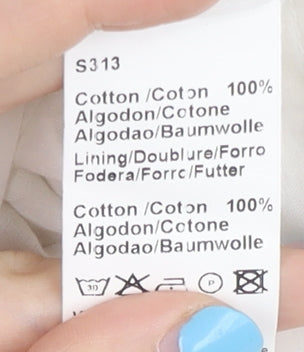 S313
Cotton /Coton 100%
Algodon/Cotone
Algodao/Baumwolle
Lining/Doublure/Forro
Fodera/Forro/Futter
Cotton /Coton 100%
Algodon/Cotone
Algodao/Baumwolle
30 P